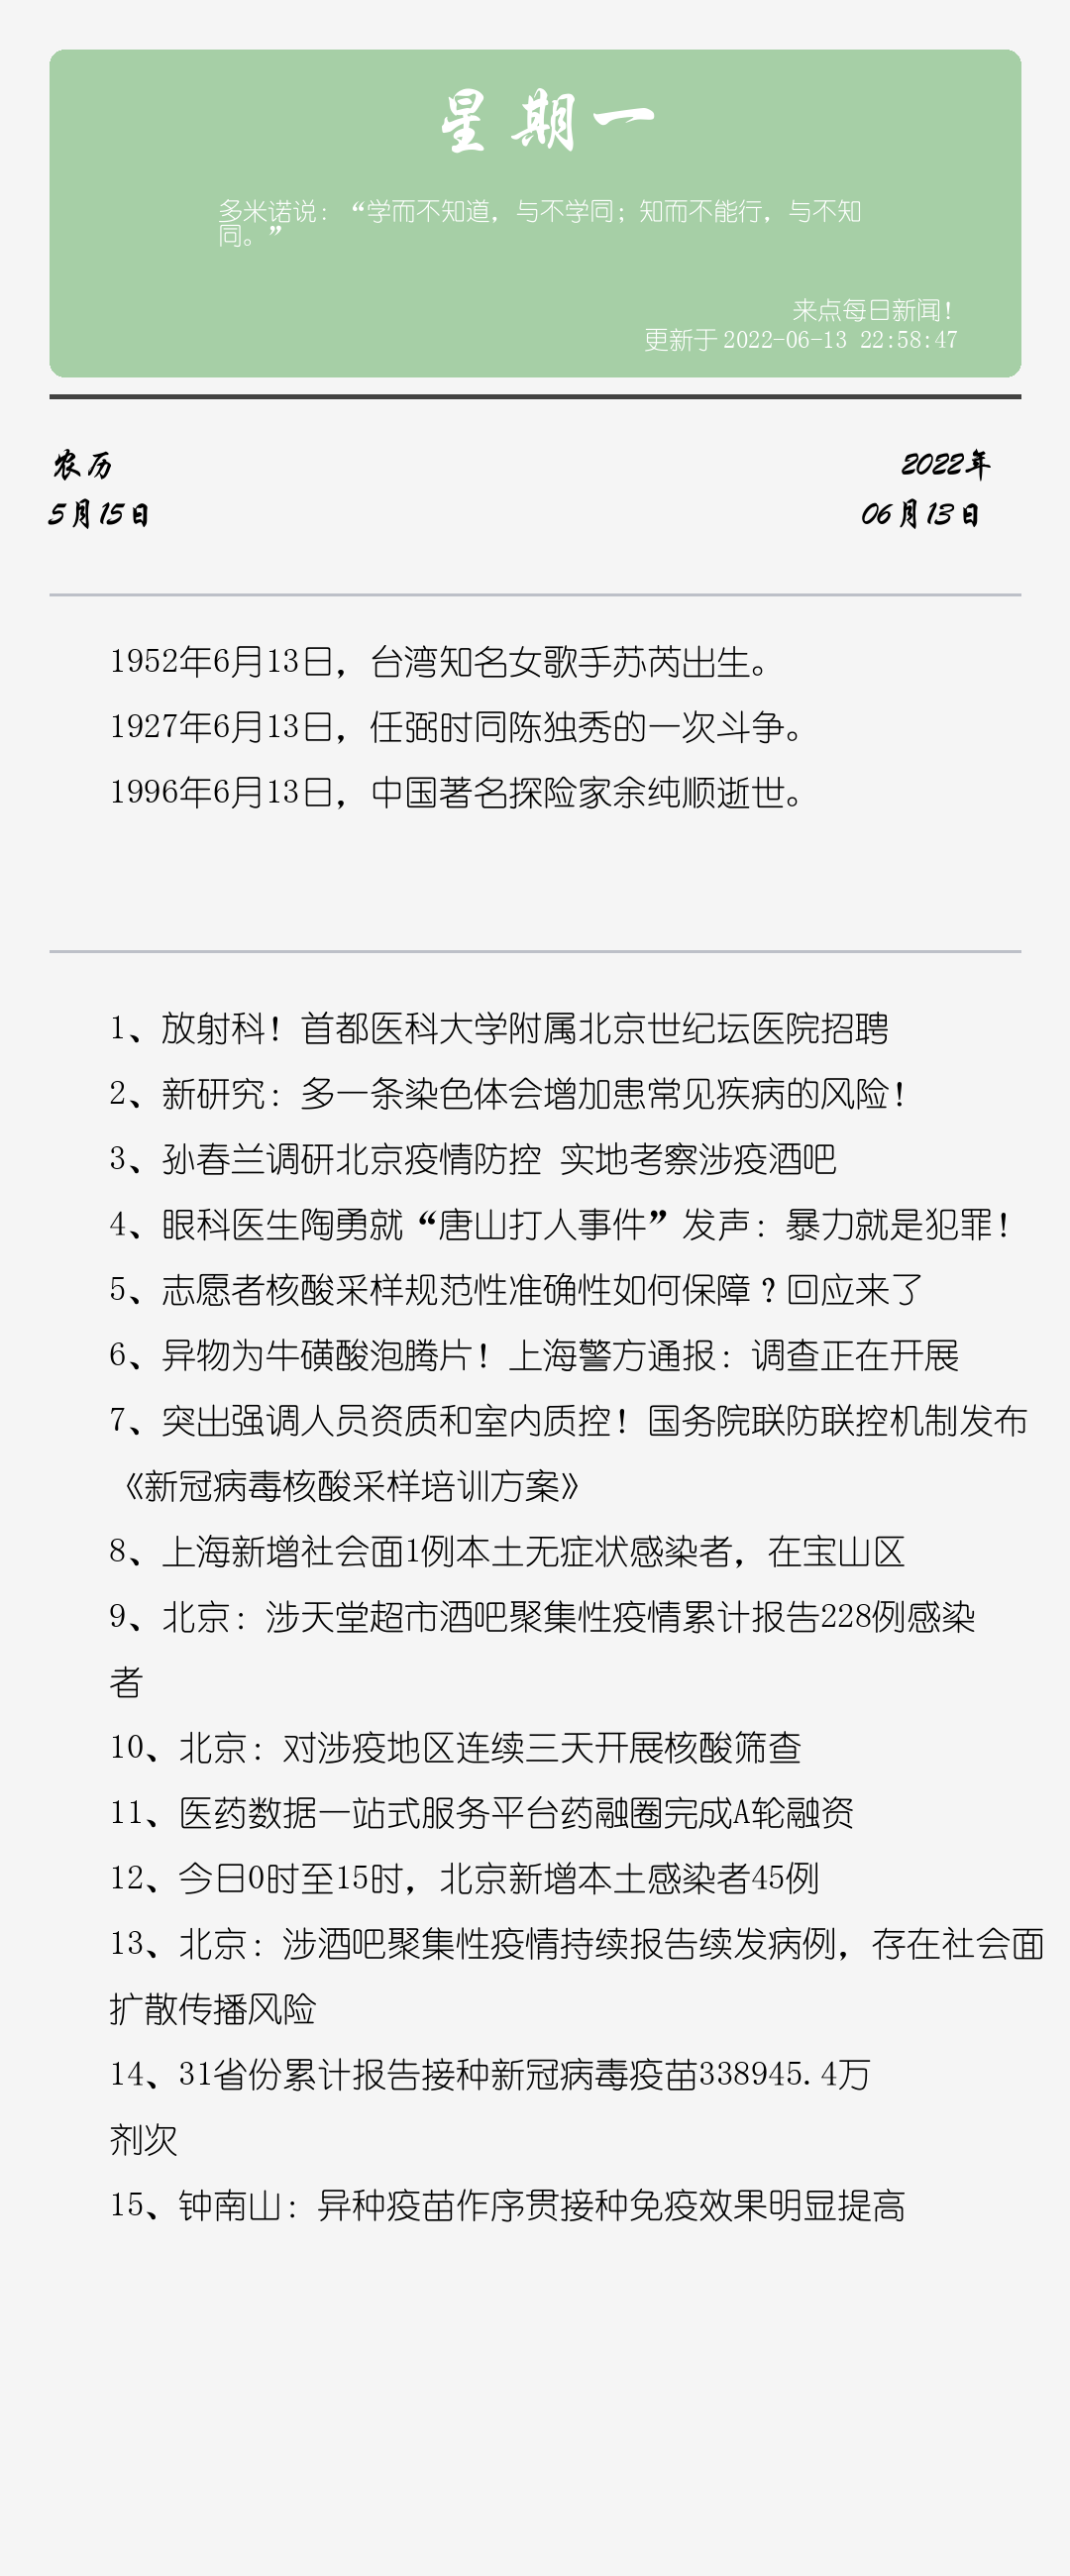 星期一
多米诺说：“学而不知道，与不学同；知而不能行，与不知
同。”
来点每日新闻！
更新于2022-06-13 22:58:47
农历
2022年
5月15日
06月13日
1952年6月13日，台湾知名女歌手苏芮出生。
1927年6月13日，任弼时同陈独秀的一次斗争。
1996年6月13日，中国著名探险家余纯顺逝世。
1、放射科！首都医科大学附属北京世纪坛医院招聘
2、新研究：多一条染色体会增加患常见疾病的风险！
3、孙春兰调研北京疫情防控 实地考察涉疫酒吧
4、眼科医生陶勇就“唐山打人事件”发声：暴力就是犯罪！
5、志愿者核酸采样规范性准确性如何保障？回应来了
6、异物为牛磺酸泡腾片！上海警方通报：调查正在开展
7、突出强调人员资质和室内质控！国务院联防联控机制发布
《新冠病毒核酸采样培训方案》
8、上海新增社会面1例本土无症状感染者，在宝山区
9、北京：涉天堂超市酒吧聚集性疫情累计报告228例感染
者
10、北京：对涉疫地区连续三天开展核酸筛查
11、医药数据一站式服务平台药融圈完成A轮融资
12、今日0时至15时，北京新增本土感染者45例
13、北京：涉酒吧聚集性疫情持续报告续发病例，存在社会面
扩散传播风险
14、31省份累计报告接种新冠病毒疫苗338945.4万
剂次
15、钟南山：异种疫苗作序贯接种免疫效果明显提高